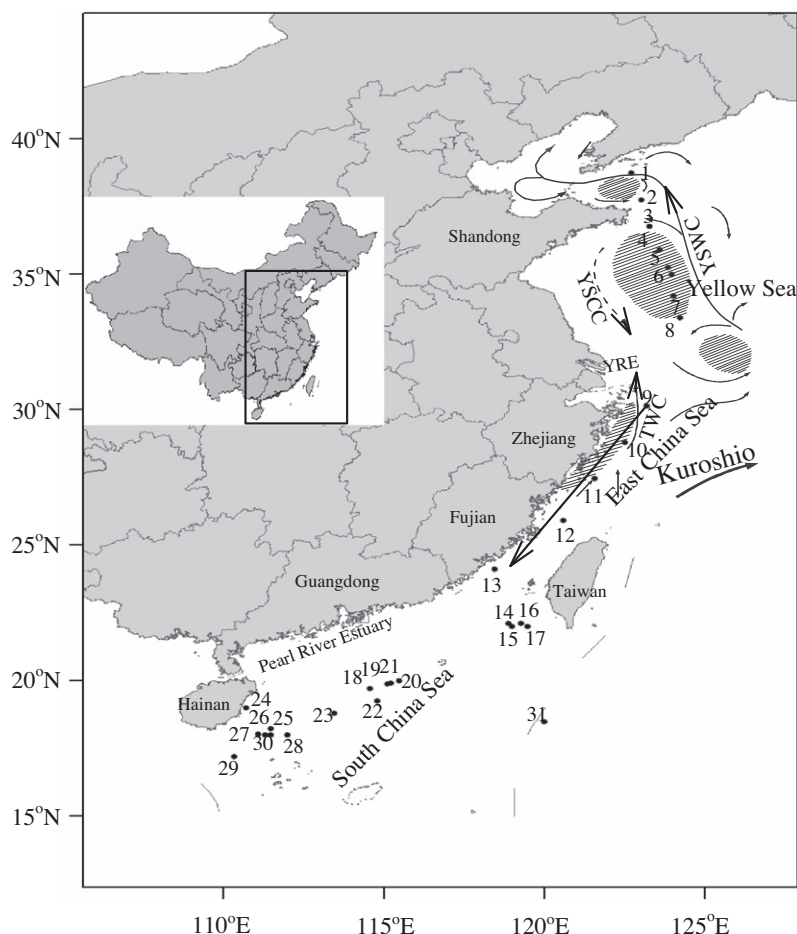 40°N
35°N
30°N
25°N
20°N
15°N
110°E
115°E
120°E
125°E
Shandong
Zhejiang
Fujian
Guangdong
Hainan
Taiwan
Pearl River Estuary
South China Sea
East China Sea
Yellow Sea
Kuroshio
YSWC
YSCC
YRE
TWC
1
2
3
4
5
6
7
8
9
10
11
12
13
14
16
15
17
18
19
21
20
22
23
24
26
25
27
30
28
29
31